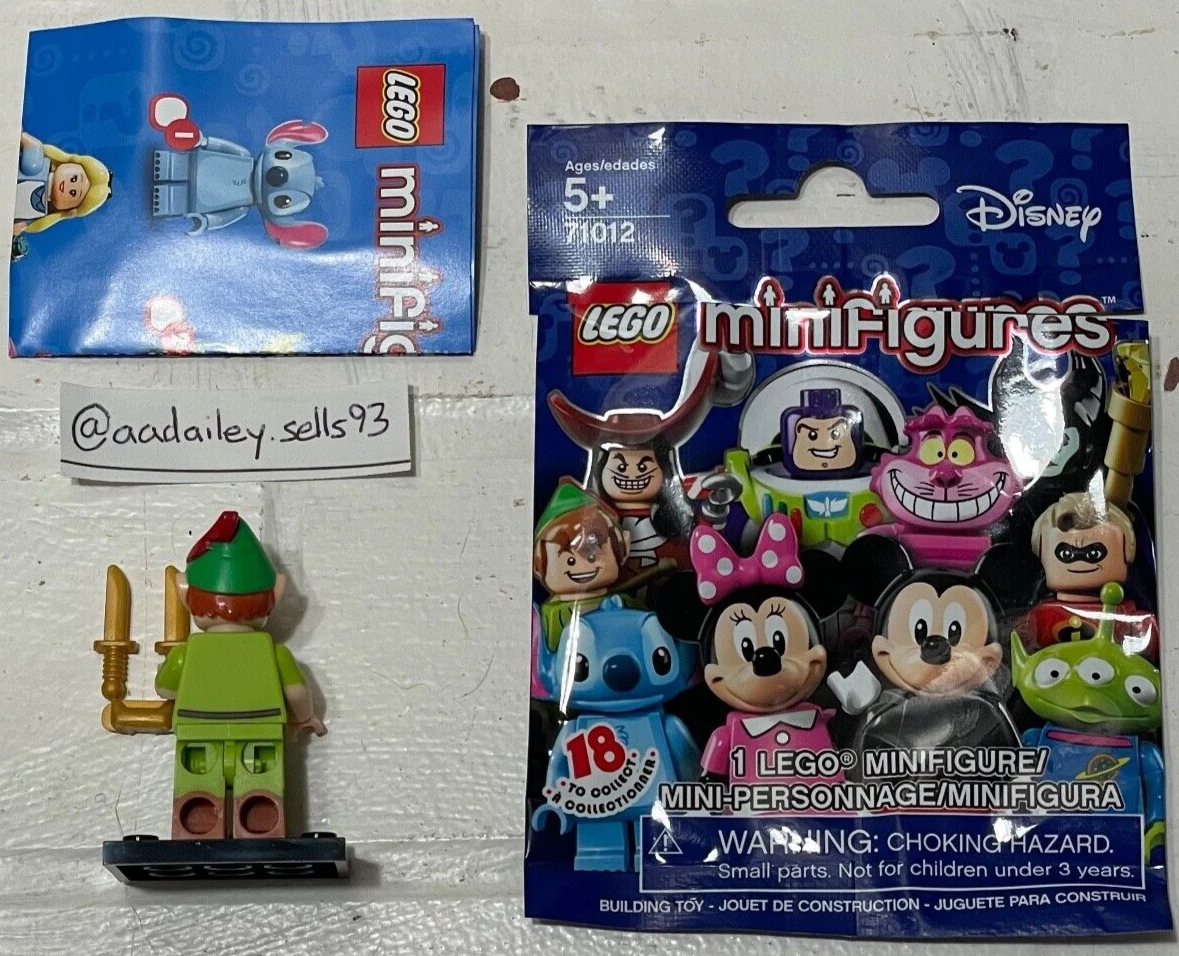 LEGO
minifig
1
@aadailey.sells93
Ages/edades
5+
71012
Disney
LEGO
minifigures™
18
TO COLLECT.
À COLLECTIONNER.
1 LEGO® MINIFIGURE/
MINI-PERSONNAGE/MINIFIGURA
WARNING: CHOKING HAZARD.
Small parts. Not for children under 3 years.
BUILDING TOY - JOUET DE CONSTRUCTION - JUGUETE PARA CONSTRUIR